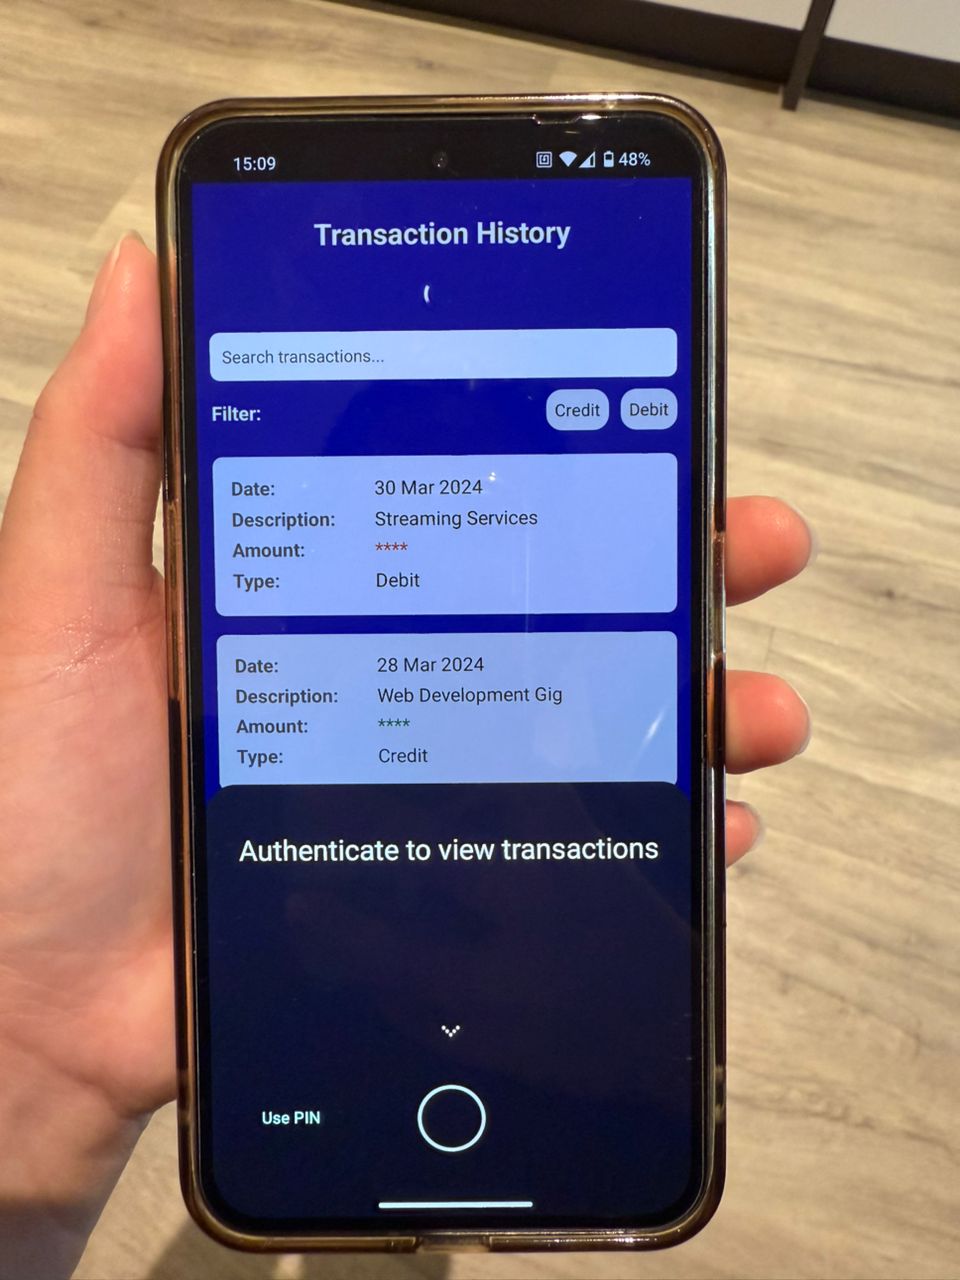 15:09 48%
Transaction History
Search transactions...
Filter: Credit Debit
Date: 30 Mar 2024
Description: Streaming Services
Amount: ****
Type: Debit
Date: 28 Mar 2024
Description: Web Development Gig
Amount: ****
Type: Credit
Authenticate to view transactions
Use PIN